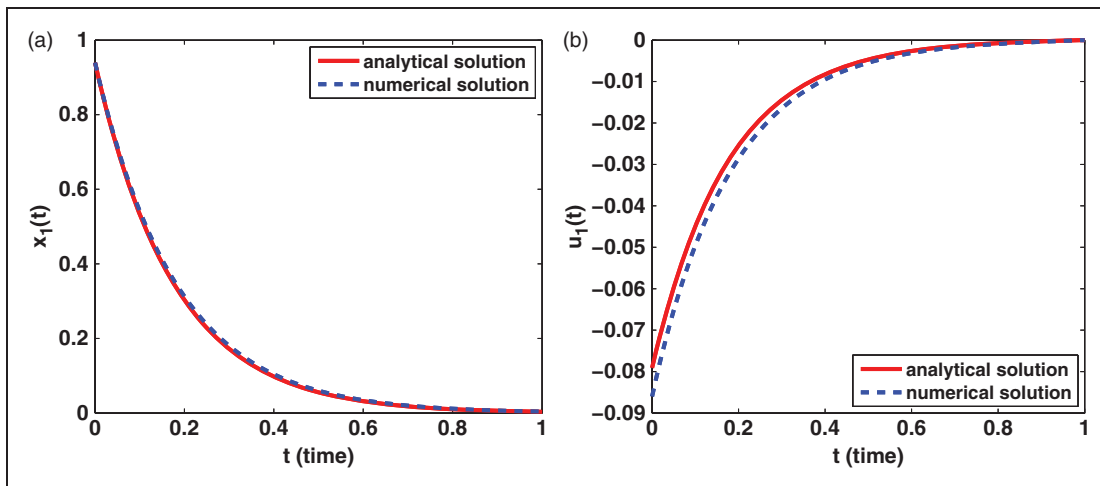 (a)
1
0.8
0.6
0.4
0.2
0
x_1(t)
analytical solution
numerical solution
0 0.2 0.4 0.6 0.8 1
t (time)
(b)
0
−0.01
−0.02
−0.03
−0.04
−0.05
−0.06
−0.07
−0.08
−0.09
u_1(t)
analytical solution
numerical solution
0 0.2 0.4 0.6 0.8 1
t (time)